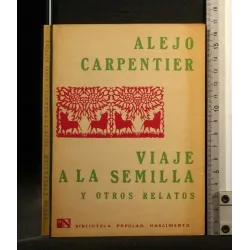 ALEJO
CARPENTIER
VIAJE
A LA SEMILLA
Y OTROS RELATOS
BIBLIOTECA POPULAR NASCIMENTO